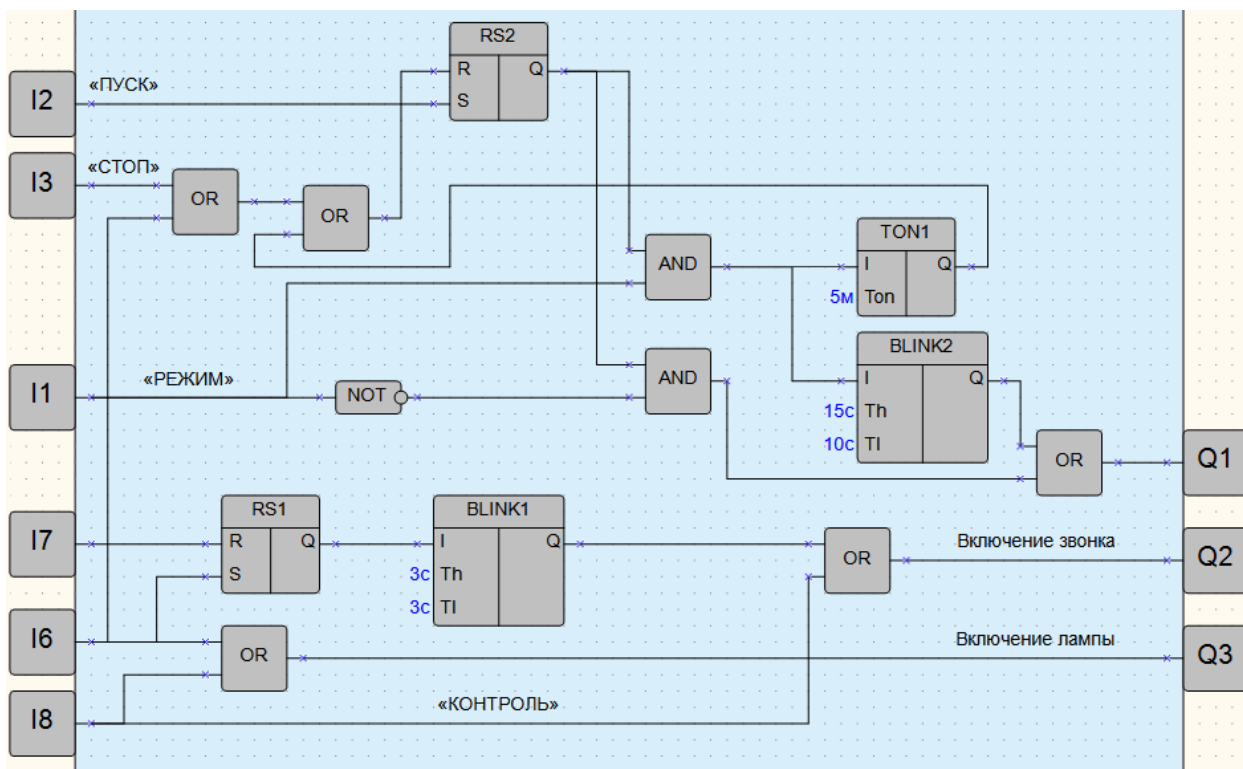 RS2
I2
«ПУСК»
R
Q
S
I3
«СТОП»
OR
OR
TON1
AND
I
Q
5м
Ton
BLINK2
I1
«РЕЖИМ»
NOT
AND
I
Q
15с
Th
10с
Tl
OR
Q1
RS1
BLINK1
I7
R
Q
I
Q
OR
Включение звонка
Q2
S
3с
Th
3с
Tl
I6
OR
Включение лампы
Q3
I8
«КОНТРОЛЬ»